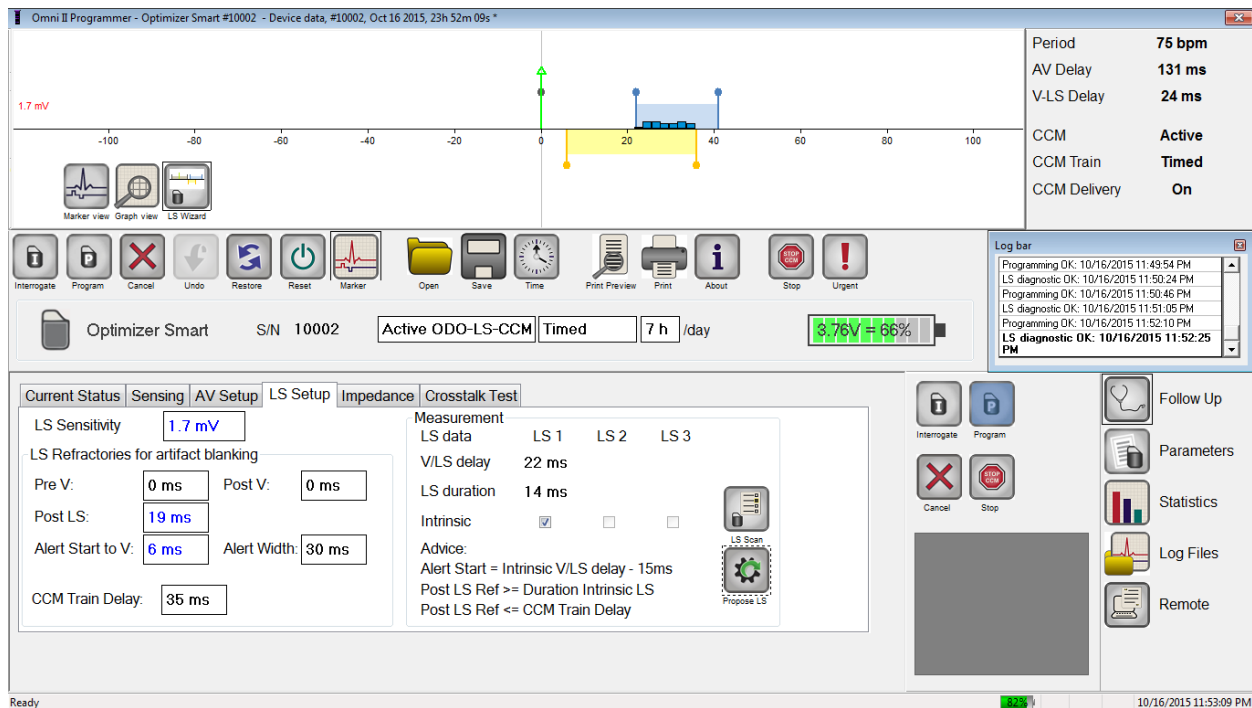 Omni II Programmer - Optimizer Smart #10002 - Device data, #10002, Oct 16 2015, 23h 52m 09s *
1.7 mV
-100 -80 -60 -40 -20 0 20 40 60 80 100
Marker view Graph view LS Wizard
Period 75 bpm
AV Delay 131 ms
V-LS Delay 24 ms
CCM Active
CCM Train Timed
CCM Delivery On
Interrogate Program Cancel Undo Restore Reset Marker Open Save Time Print Preview Print About Stop Urgent
STOP CCM
Log bar
Programming OK: 10/16/2015 11:49:54 PM
LS diagnostic OK: 10/16/2015 11:50:24 PM
Programming OK: 10/16/2015 11:50:46 PM
LS diagnostic OK: 10/16/2015 11:51:05 PM
Programming OK: 10/16/2015 11:52:10 PM
LS diagnostic OK: 10/16/2015 11:52:25
PM
Optimizer Smart S/N 10002 Active ODO-LS-CCM Timed 7 h /day 3.76V = 66%
Current Status Sensing AV Setup LS Setup Impedance Crosstalk Test
LS Sensitivity 1.7 mV
LS Refractories for artifact blanking
Pre V: 0 ms Post V: 0 ms
Post LS: 19 ms
Alert Start to V: 6 ms Alert Width: 30 ms
CCM Train Delay: 35 ms
Measurement
LS data LS 1 LS 2 LS 3
V/LS delay 22 ms
LS duration 14 ms
Intrinsic
Advice:
Alert Start = Intrinsic V/LS delay - 15ms
Post LS Ref >= Duration Intrinsic LS
Post LS Ref <= CCM Train Delay
LS Scan
Propose LS
Interrogate Program
STOP CCM
Cancel Stop
Follow Up
Parameters
Statistics
Log Files
Remote
Ready 82% 10/16/2015 11:53:09 PM